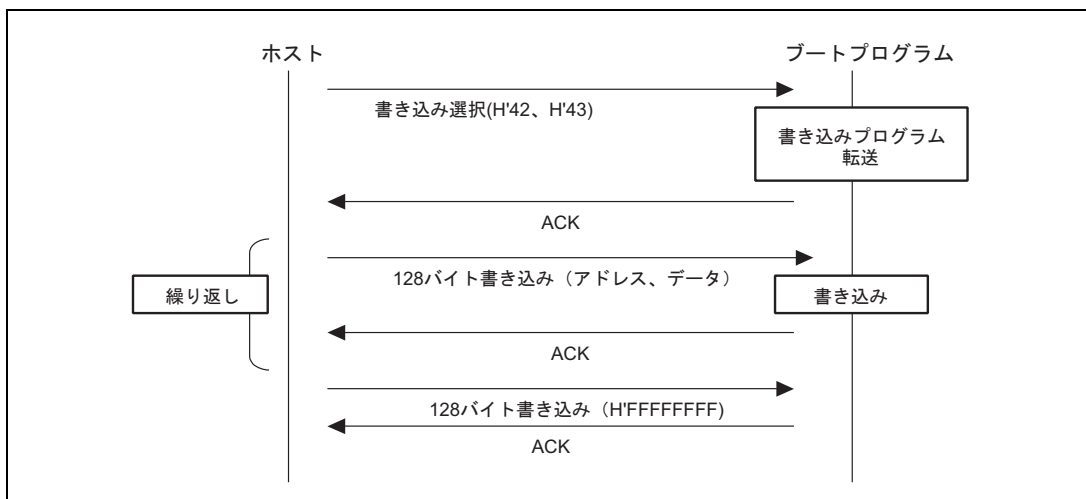 ホスト
ブートプログラム
書き込み選択(H'42、H'43)
書き込みプログラム
転送
ACK
128バイト書き込み（アドレス、データ）
繰り返し
書き込み
ACK
128バイト書き込み（H'FFFFFFFF)
ACK